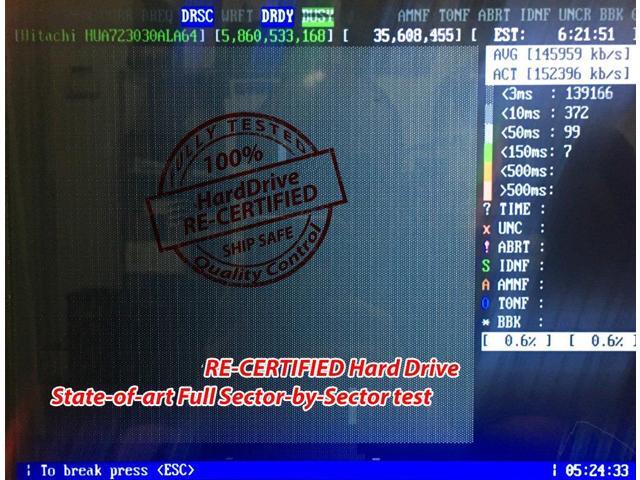 DREQ DRSC WRFT DRDY BUSY AMNF TONF ABRT IDNF UNCR BBK
[Hitachi HUA723030ALA64] [5,860,533,168] [ 35,608,455] [ EST: 6:21:51 ]
AVG [145959 kb/s]
ACT [152396 kb/s]
<3ms : 139166
<10ms : 372
<50ms : 99
<150ms: 7
<500ms:
>500ms:
? TIME :
x UNC :
! ABRT :
S IDNF :
A AMNF :
O TONF :
* BBK :
[ 0.6% ] [ 0.6% ]
FULLY TESTED
100%
HardDrive
RE-CERTIFIED
SHIP SAFE
Quality Control
RE-CERTIFIED Hard Drive
State-of-art Full Sector-by-Sector test
¦ To break press <ESC> ¦ 05:24:33